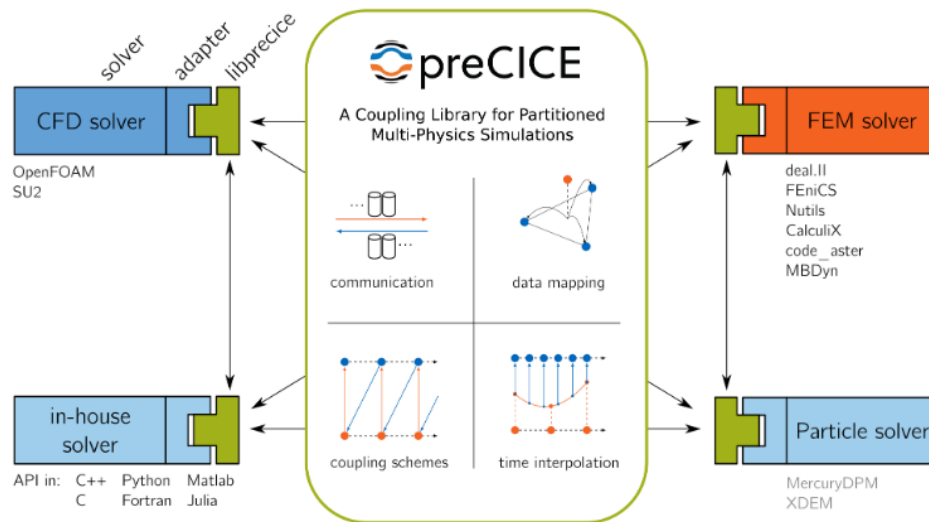 solver
adapter
libprecice
CFD solver
OpenFOAM
SU2
preCICE
A Coupling Library for Partitioned
Multi-Physics Simulations
...
communication
data mapping
...
coupling schemes
time interpolation
FEM solver
deal.II
FEniCS
Nutils
CalculiX
code_aster
MBDyn
in-house
solver
API in: C++ Python Matlab
C Fortran Julia
Particle solver
MercuryDPM
XDEM